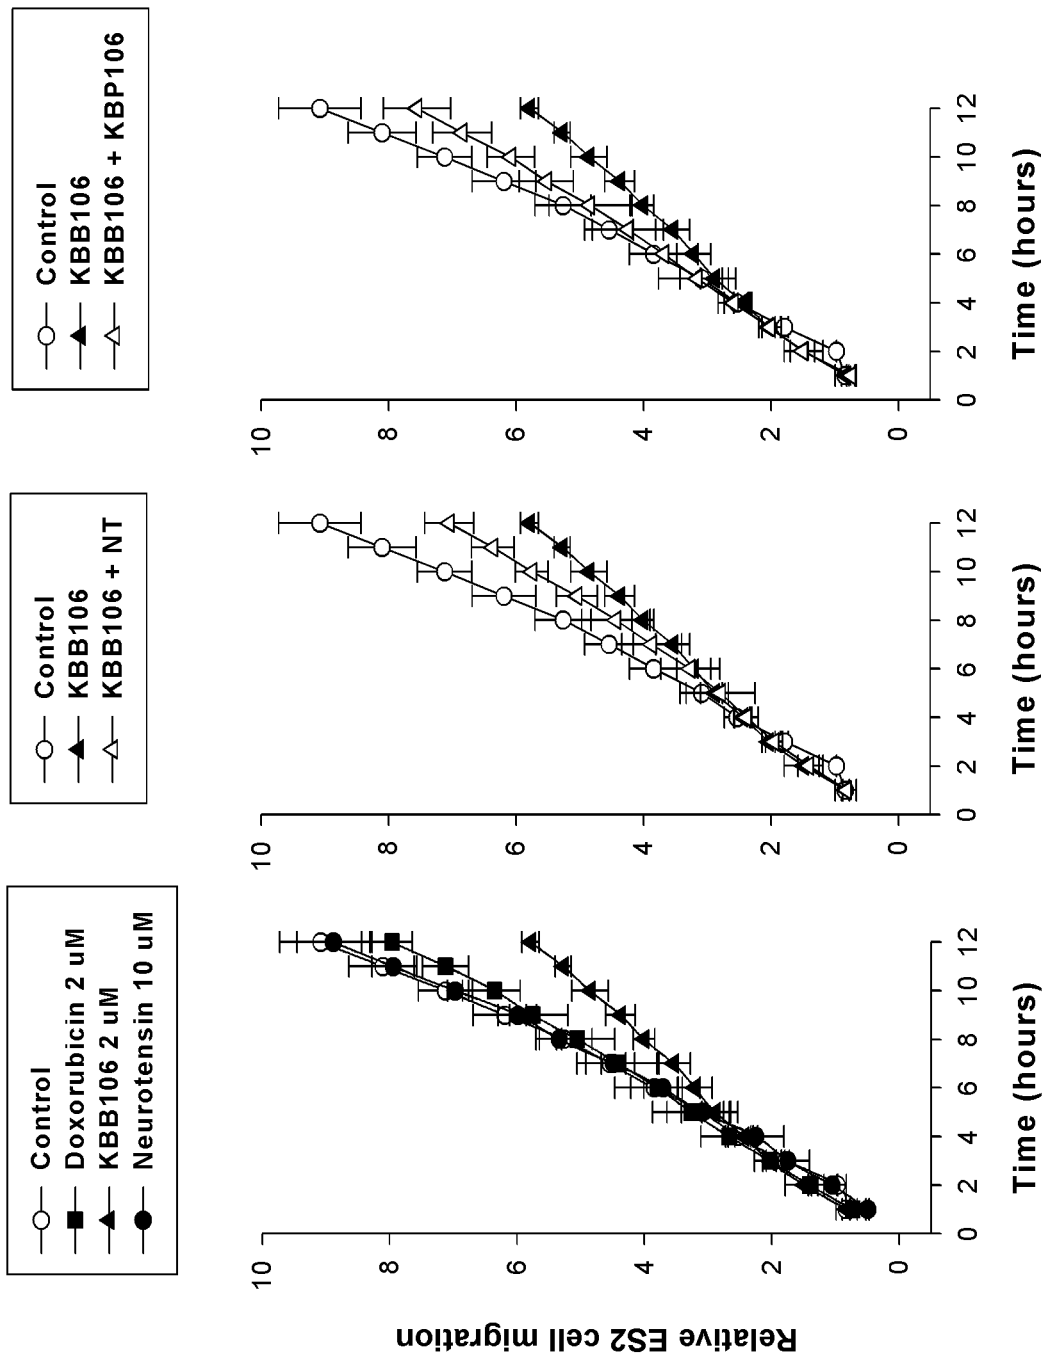 Control
Doxorubicin 2 uM
KBB106 2 uM
Neurotensin 10 uM
Relative ES2 cell migration
10
8
6
4
2
0
0 2 4 6 8 10 12
Time (hours)
Control
KBB106
KBB106 + NT
10
8
6
4
2
0
0 2 4 6 8 10 12
Time (hours)
Control
KBB106
KBB106 + KBP106
10
8
6
4
2
0
0 2 4 6 8 10 12
Time (hours)